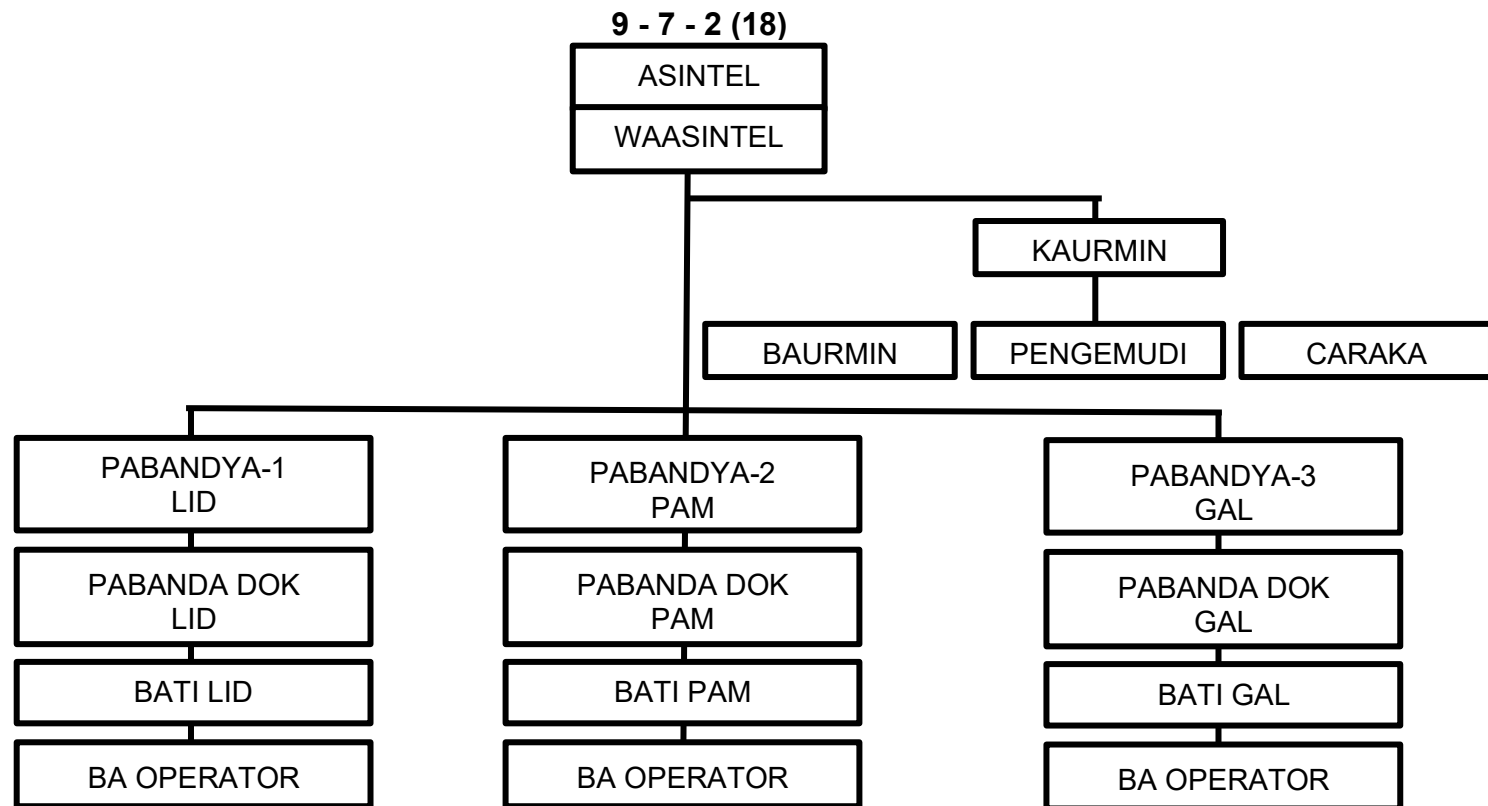 9 - 7 - 2 (18)
ASINTEL
WAASINTEL
KAURMIN
BAURMIN
PENGEMUDI
CARAKA
PABANDYA-1
LID
PABANDYA-2
PAM
PABANDYA-3
GAL
PABANDA DOK
LID
PABANDA DOK
PAM
PABANDA DOK
GAL
BATI LID
BATI PAM
BATI GAL
BA OPERATOR
BA OPERATOR
BA OPERATOR